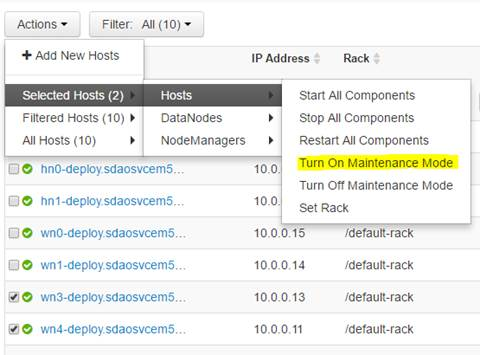 Actions
Filter: All (10)
+ Add New Hosts
IP Address
Rack
Selected Hosts (2)
Hosts
Filtered Hosts (10)
DataNodes
All Hosts (10)
NodeManagers
Start All Components
Stop All Components
Restart All Components
Turn On Maintenance Mode
Turn Off Maintenance Mode
Set Rack
hn0-deploy.sdaosvcem5... 10.0.0
hn1-deploy.sdaosvcem5... 10.0.0
wn0-deploy.sdaosvcem5... 10.0.0.15 /default-rack
wn1-deploy.sdaosvcem5... 10.0.0.14 /default-rack
wn3-deploy.sdaosvcem5... 10.0.0.13 /default-rack
wn4-deploy.sdaosvcem5... 10.0.0.11 /default-rack